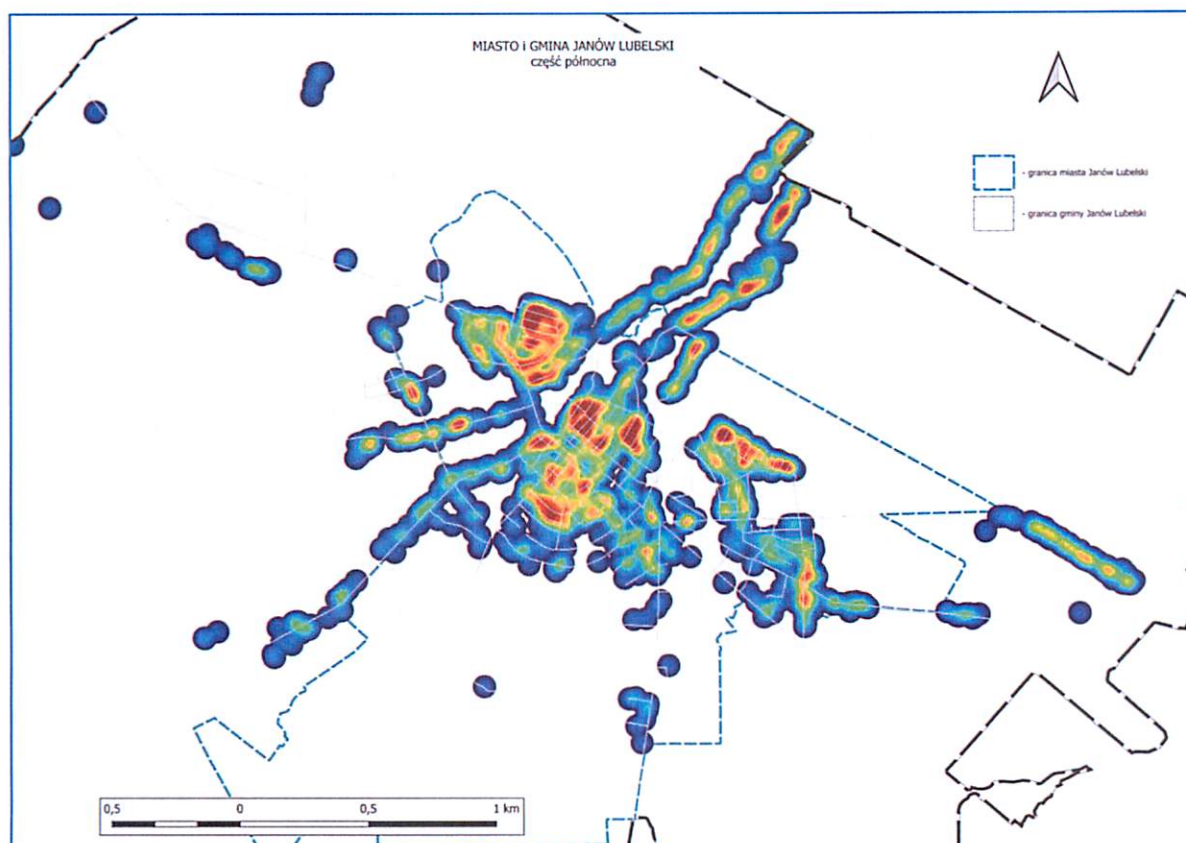 MIASTO i GMINA JANÓW LUBELSKI
część północna
- granica miasta Janów Lubelski
- granica gminy Janów Lubelski
0,5 0 0,5 1 km